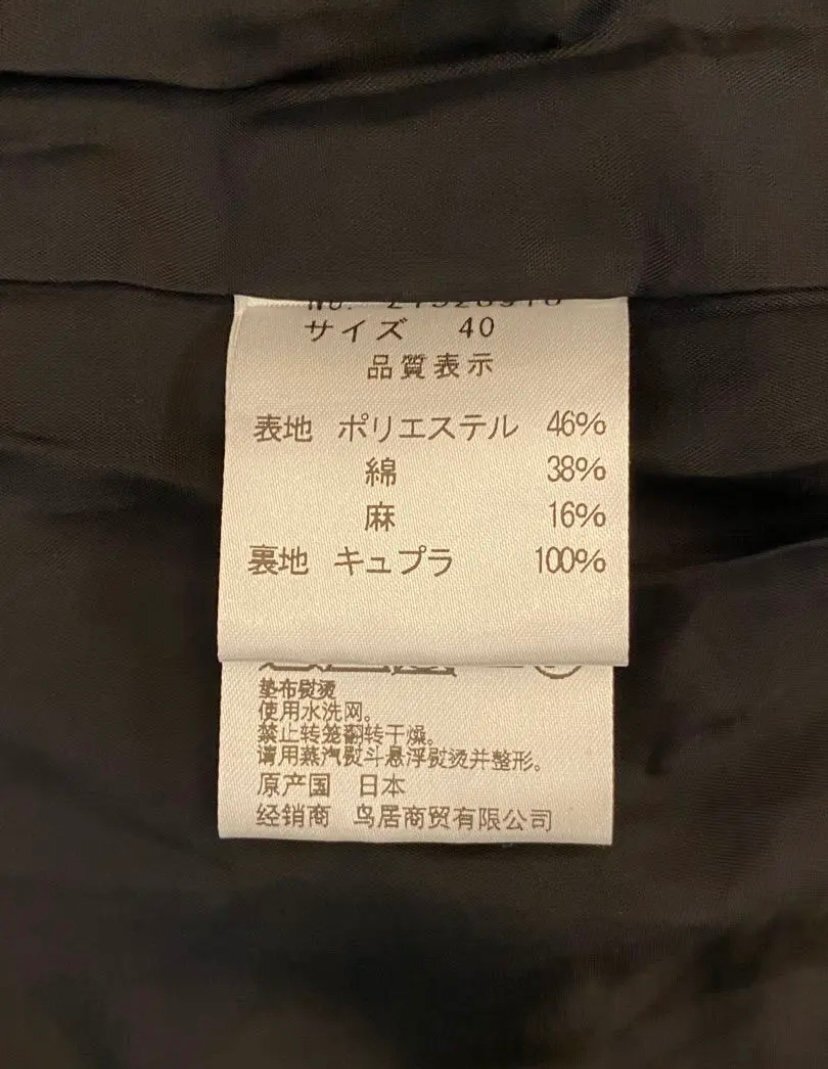 サイズ 40
品質表示
表地 ポリエステル 46%
綿 38%
麻 16%
裏地 キュプラ 100%
垫布熨烫
使用水洗网。
禁止转笼翻转干燥。
请用蒸汽熨斗悬浮熨烫并整形。
原产国 日本
经销商 鸟居商贸有限公司